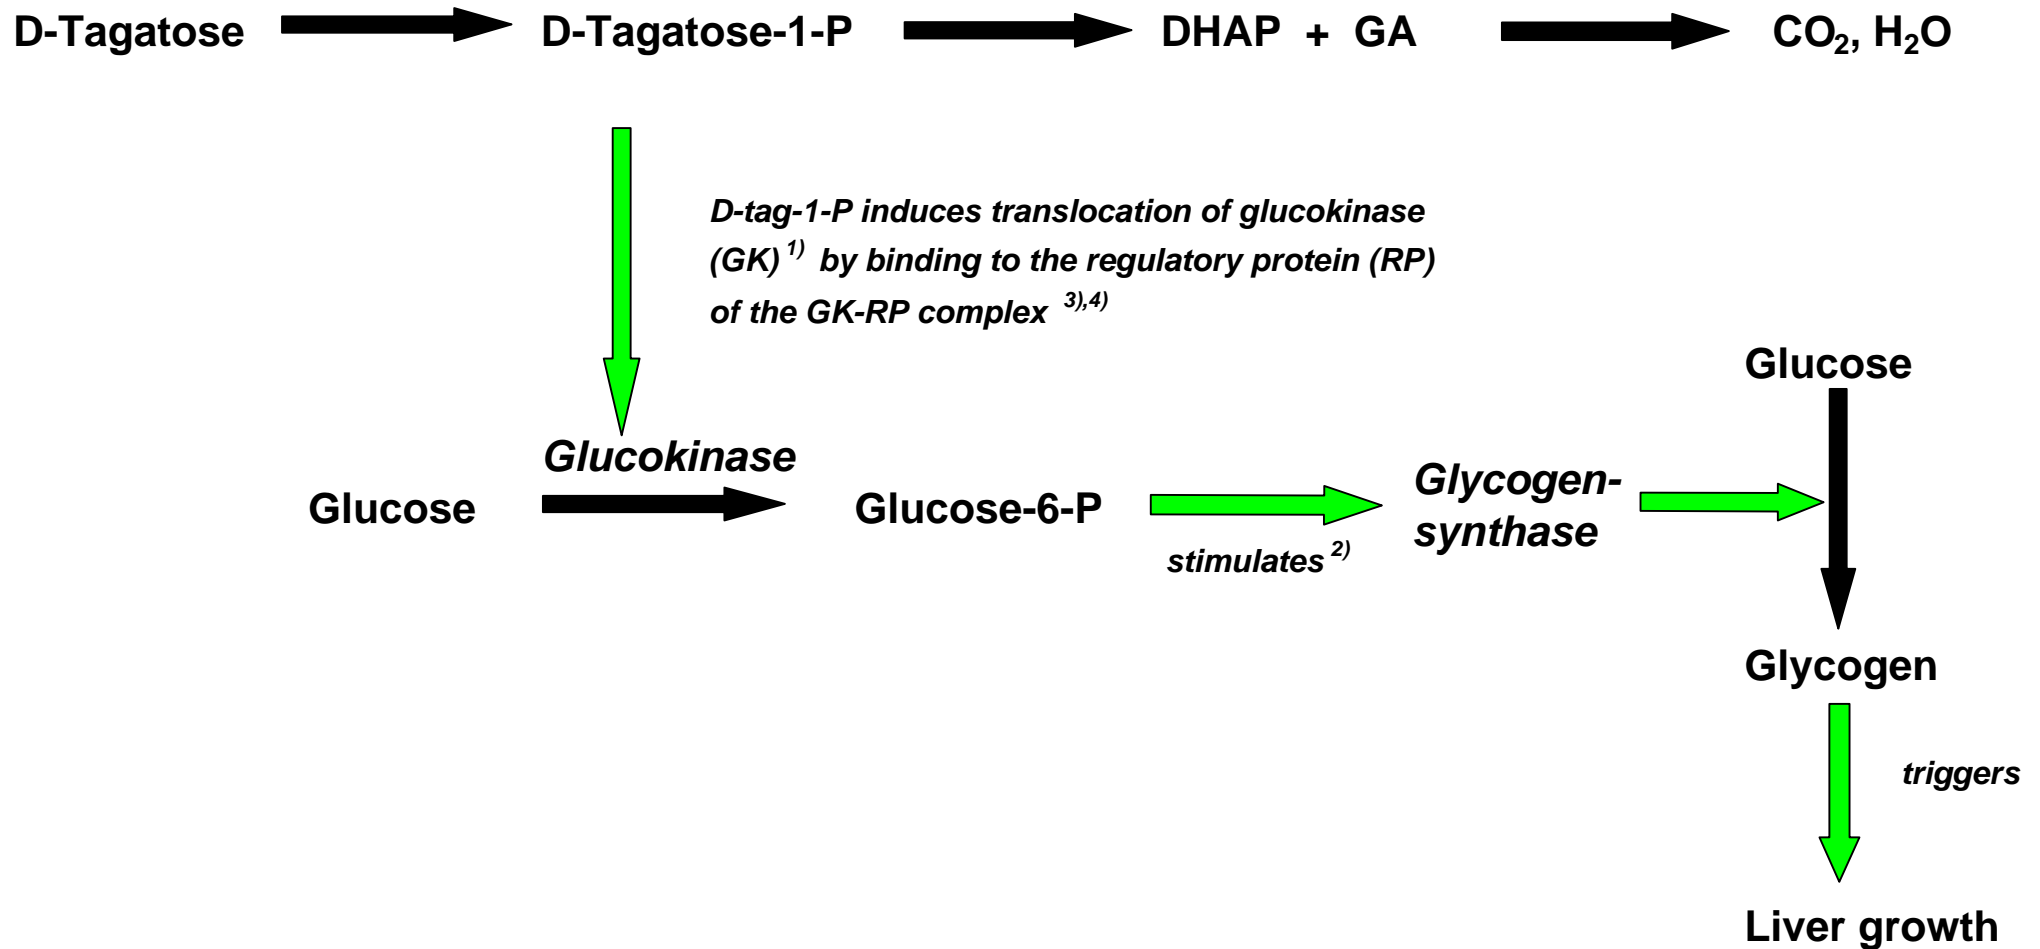 D-Tagatose D-Tagatose-1-P DHAP + GA CO₂, H₂O
D-tag-1-P induces translocation of glucokinase
(GK) 1) by binding to the regulatory protein (RP)
of the GK-RP complex 3),4)
Glucose
Glucokinase
Glucose Glucose-6-P
Glycogen-
synthase
stimulates 2)
Glycogen
triggers
Liver growth